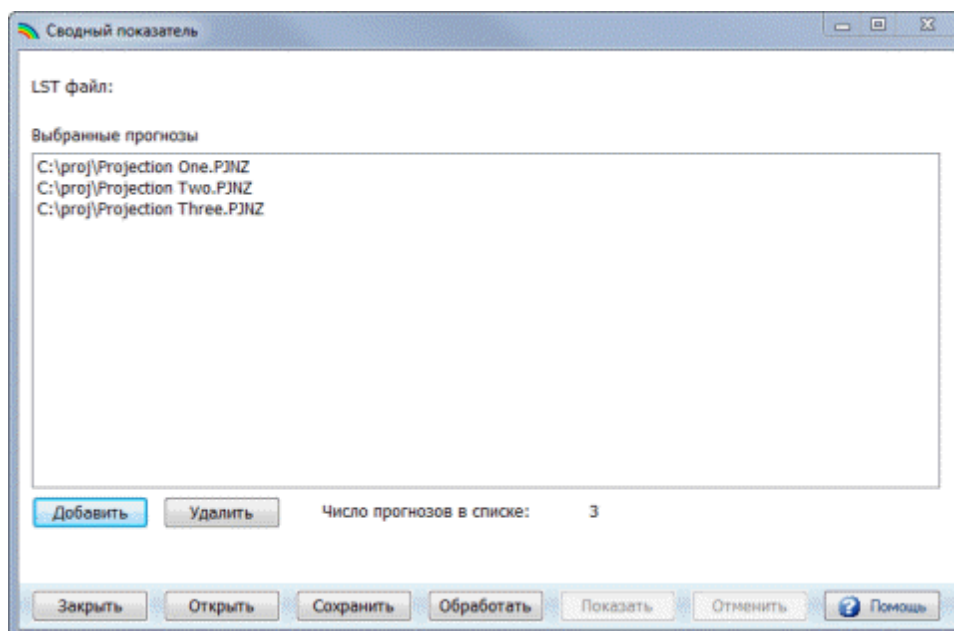 Сводный показатель
LST файл:
Выбранные прогнозы
C:\proj\Projection One.PJNZ
C:\proj\Projection Two.PJNZ
C:\proj\Projection Three.PJNZ
Добавить Удалить Число прогнозов в списке: 3
Закрыть Открыть Сохранить Обработать Показать Отменить Помощь